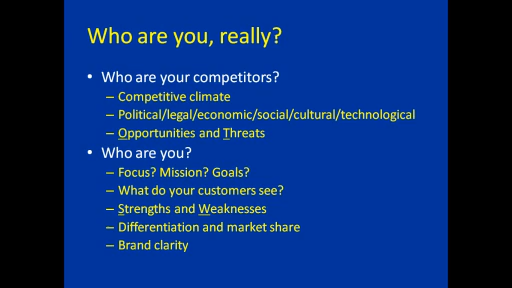 Who are you, really?
• Who are your competitors?
– Competitive climate
– Political/legal/economic/social/cultural/technological
– Opportunities and Threats
• Who are you?
– Focus? Mission? Goals?
– What do your customers see?
– Strengths and Weaknesses
– Differentiation and market share
– Brand clarity